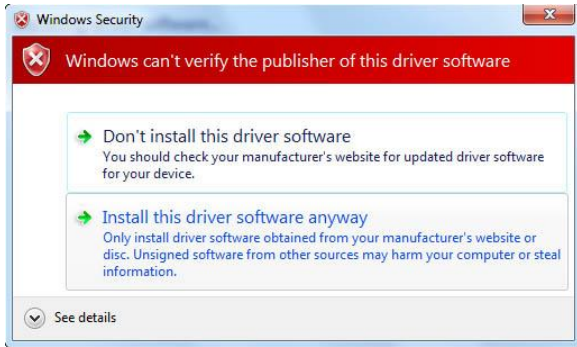 Windows Security
Windows can't verify the publisher of this driver software
Don't install this driver software
You should check your manufacturer's website for updated driver software
for your device.
Install this driver software anyway
Only install driver software obtained from your manufacturer's website or
disc. Unsigned software from other sources may harm your computer or steal
information.
See details